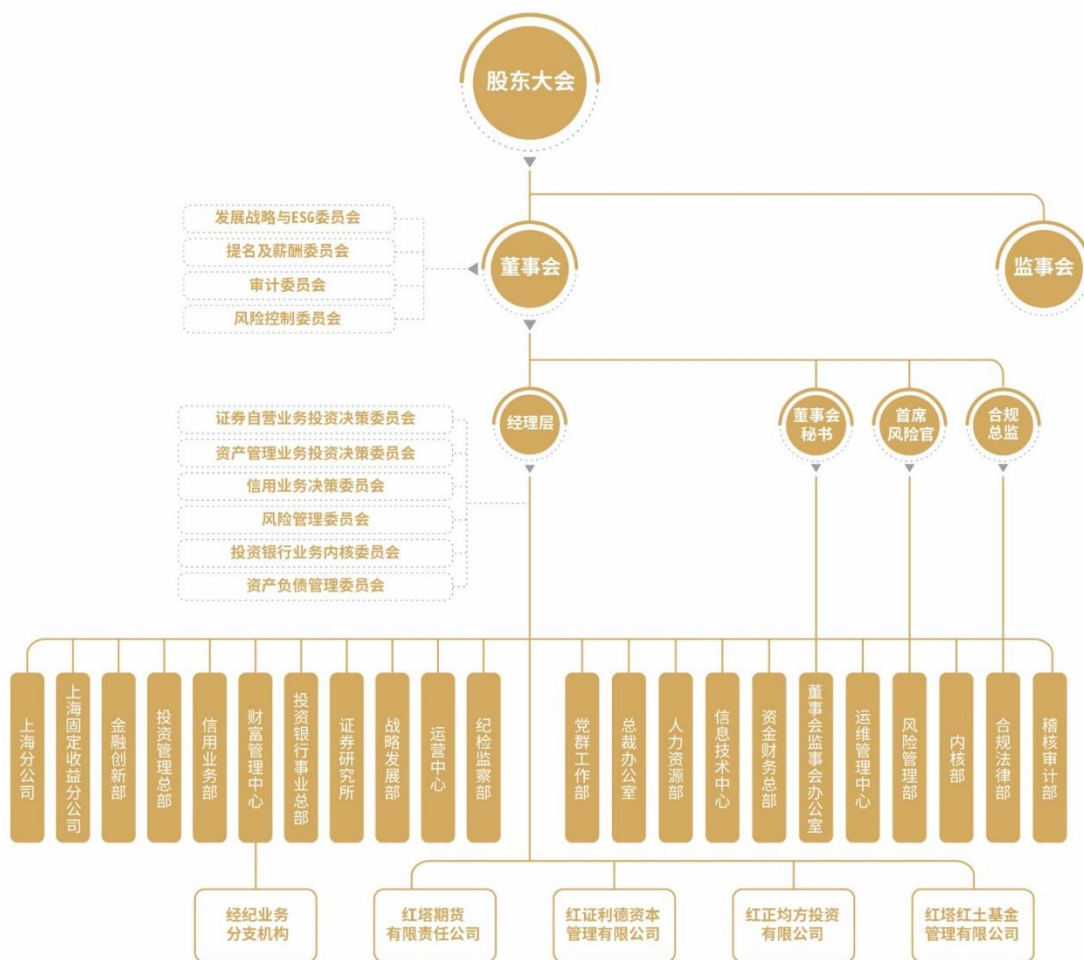 股东大会
发展战略与ESG委员会
提名及薪酬委员会
审计委员会
风险控制委员会
董事会
监事会
证券自营业务投资决策委员会
资产管理业务投资决策委员会
信用业务决策委员会
风险管理委员会
投资银行业务内核委员会
资产负债管理委员会
经理层
董事会
秘书
首席
风险官
合规
总监
上海分公司
上海固定收益分公司
金融创新部
投资管理总部
信用业务部
财富管理中心
投资银行事业总部
证券研究所
战略发展部
运营中心
纪检监察部
党群工作部
总裁办公室
人力资源部
信息技术中心
资金财务总部
董事会监事会办公室
运维管理中心
风险管理部
内核部
合规法律部
稽核审计部
经纪业务
分支机构
红塔期货
有限责任公司
红证利德资本
管理有限公司
红正均方投资
有限公司
红塔红土基金
管理有限公司